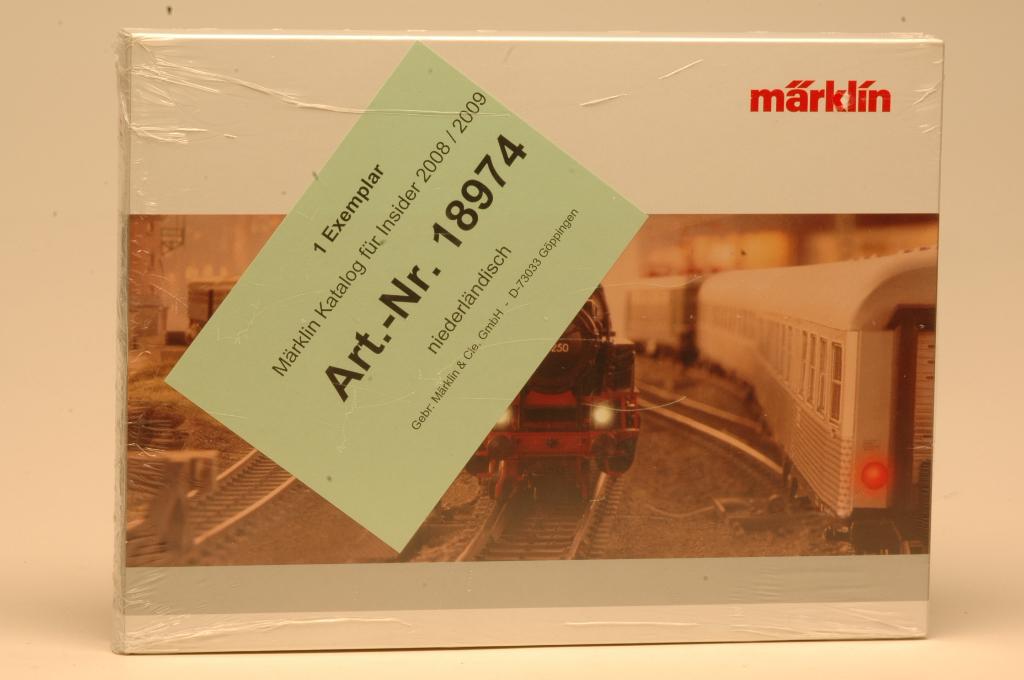 märklin
1 Exemplar
Märklin Katalog für Insider 2008 / 2009
Art.-Nr. 18974
niederländisch
Gebr. Märklin & Cie. GmbH - D-73033 Göppingen
250